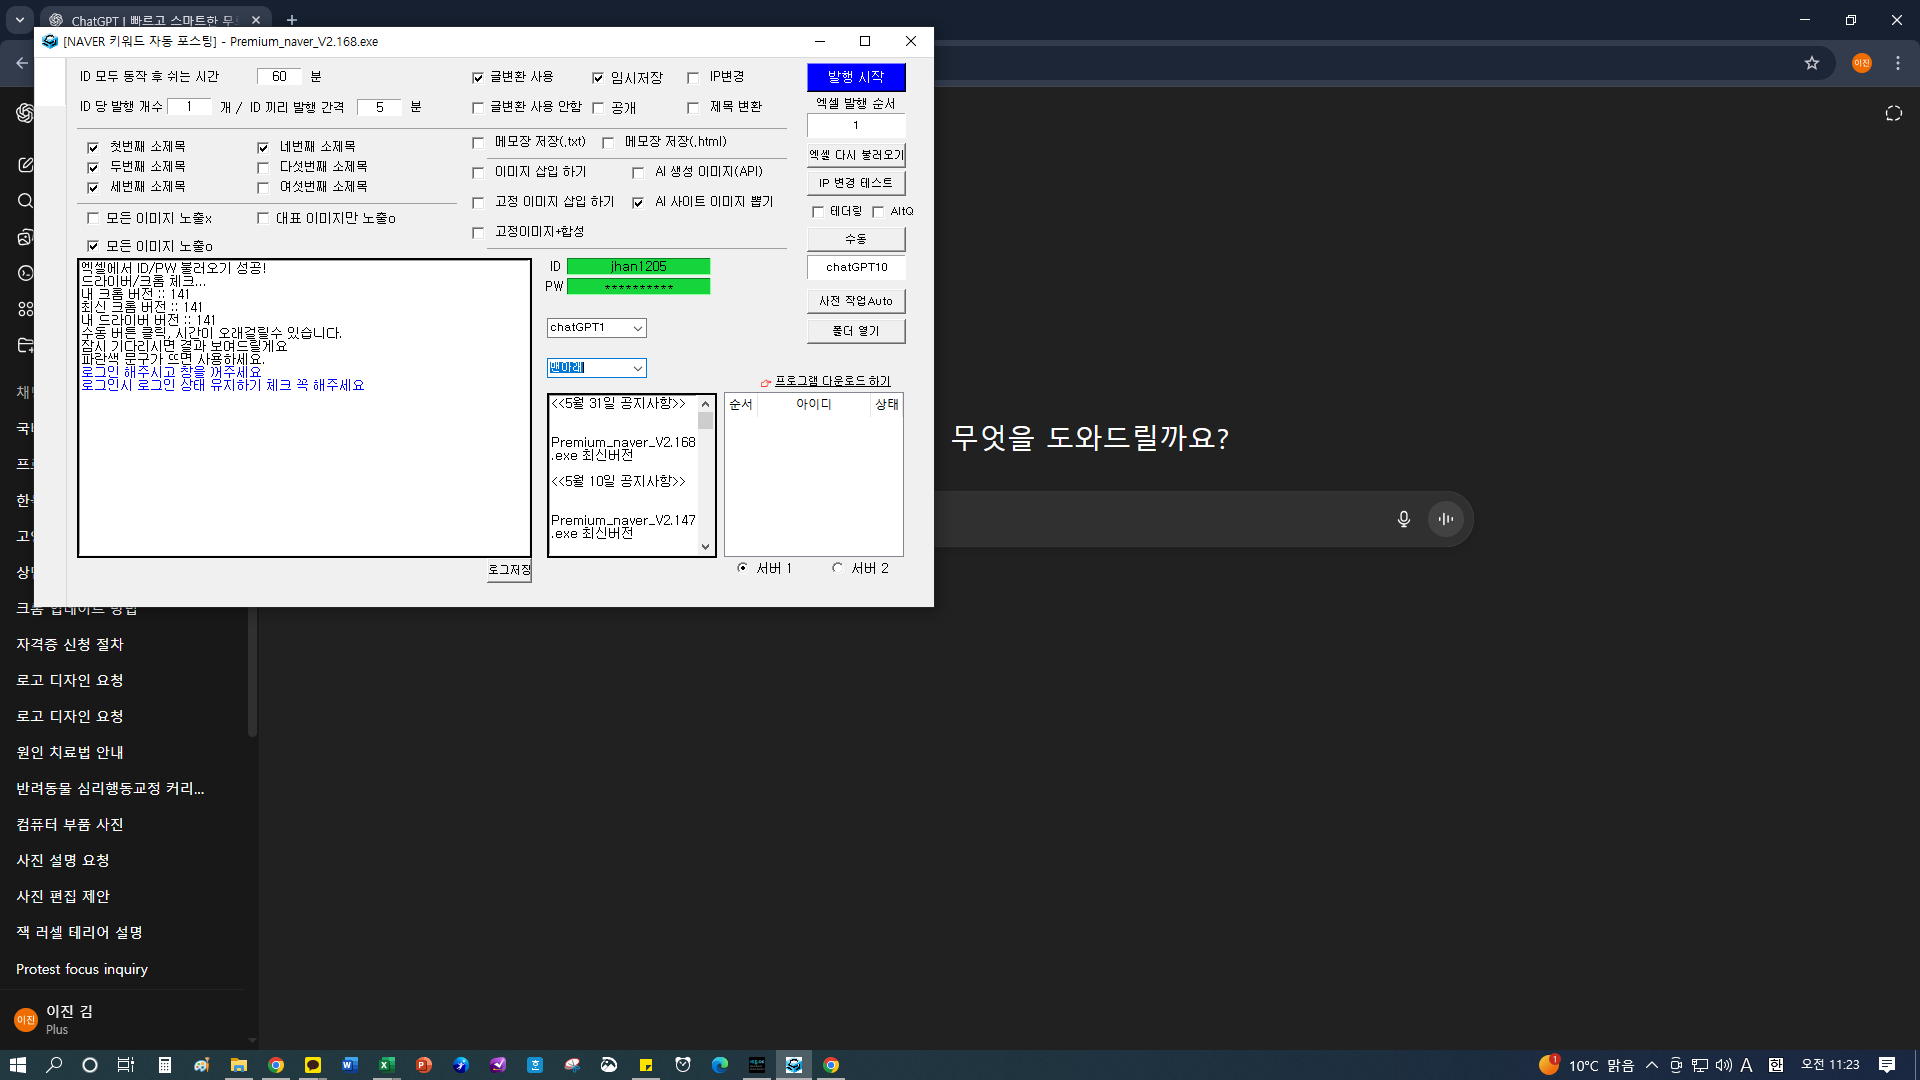 ChatGPT | 빠르고 스마트한 무
[NAVER 키워드 자동 포스팅] - Premium_naver_V2.168.exe
이진
ID 모두 동작 후 쉬는 시간 60 분
ID 당 발행 개수 1 개 / ID 끼리 발행 간격 5 분
글변환 사용 임시저장 IP변경
글변환 사용 안함 공개 제목 변환
첫번째 소제목 네번째 소제목
두번째 소제목 다섯번째 소제목
세번째 소제목 여섯번째 소제목
모든 이미지 노출x 대표 이미지만 노출o
모든 이미지 노출o
메모장 저장(.txt) 메모장 저장(.html)
이미지 삽입 하기 AI 생성 이미지(API)
고정 이미지 삽입 하기 AI 사이트 이미지 뽑기
고정이미지+합성
발행 시작
엑셀 발행 순서
1
엑셀 다시 불러오기
IP 변경 테스트
테더링 AltQ
수동
chatGPT10
사전 작업Auto
폴더 열기
엑셀에서 ID/PW 불러오기 성공!
드라이버/크롬 체크...
내 크롬 버전 :: 141
최신 크롬 버전 :: 141
내 드라이버 버전 :: 141
수동 버튼 클릭, 시간이 오래걸릴수 있습니다.
잠시 기다리시면 결과 보여드릴게요
파란색 문구가 뜨면 사용하세요.
로그인 해주시고 창을 꺼주세요
로그인시 로그인 상태 유지하기 체크 꼭 해주세요
로그저장
ID jhan1205
PW **********
chatGPT1
맨아래
프로그램 다운로드 하기
<<5월 31일 공지사항>>
Premium_naver_V2.168
.exe 최신버전
<<5월 10일 공지사항>>
Premium_naver_V2.147
.exe 최신버전
순서 아이디 상태
서버 1 서버 2
무엇을 도와드릴까요?
크롬 업데이트 방법
자격증 신청 절차
로고 디자인 요청
로고 디자인 요청
원인 치료법 안내
반려동물 심리행동교정 커리...
컴퓨터 부품 사진
사진 설명 요청
사진 편집 제안
잭 러셀 테리어 설명
Protest focus inquiry
이진
이진 김
Plus
10°C 맑음
A
한
오전 11:23